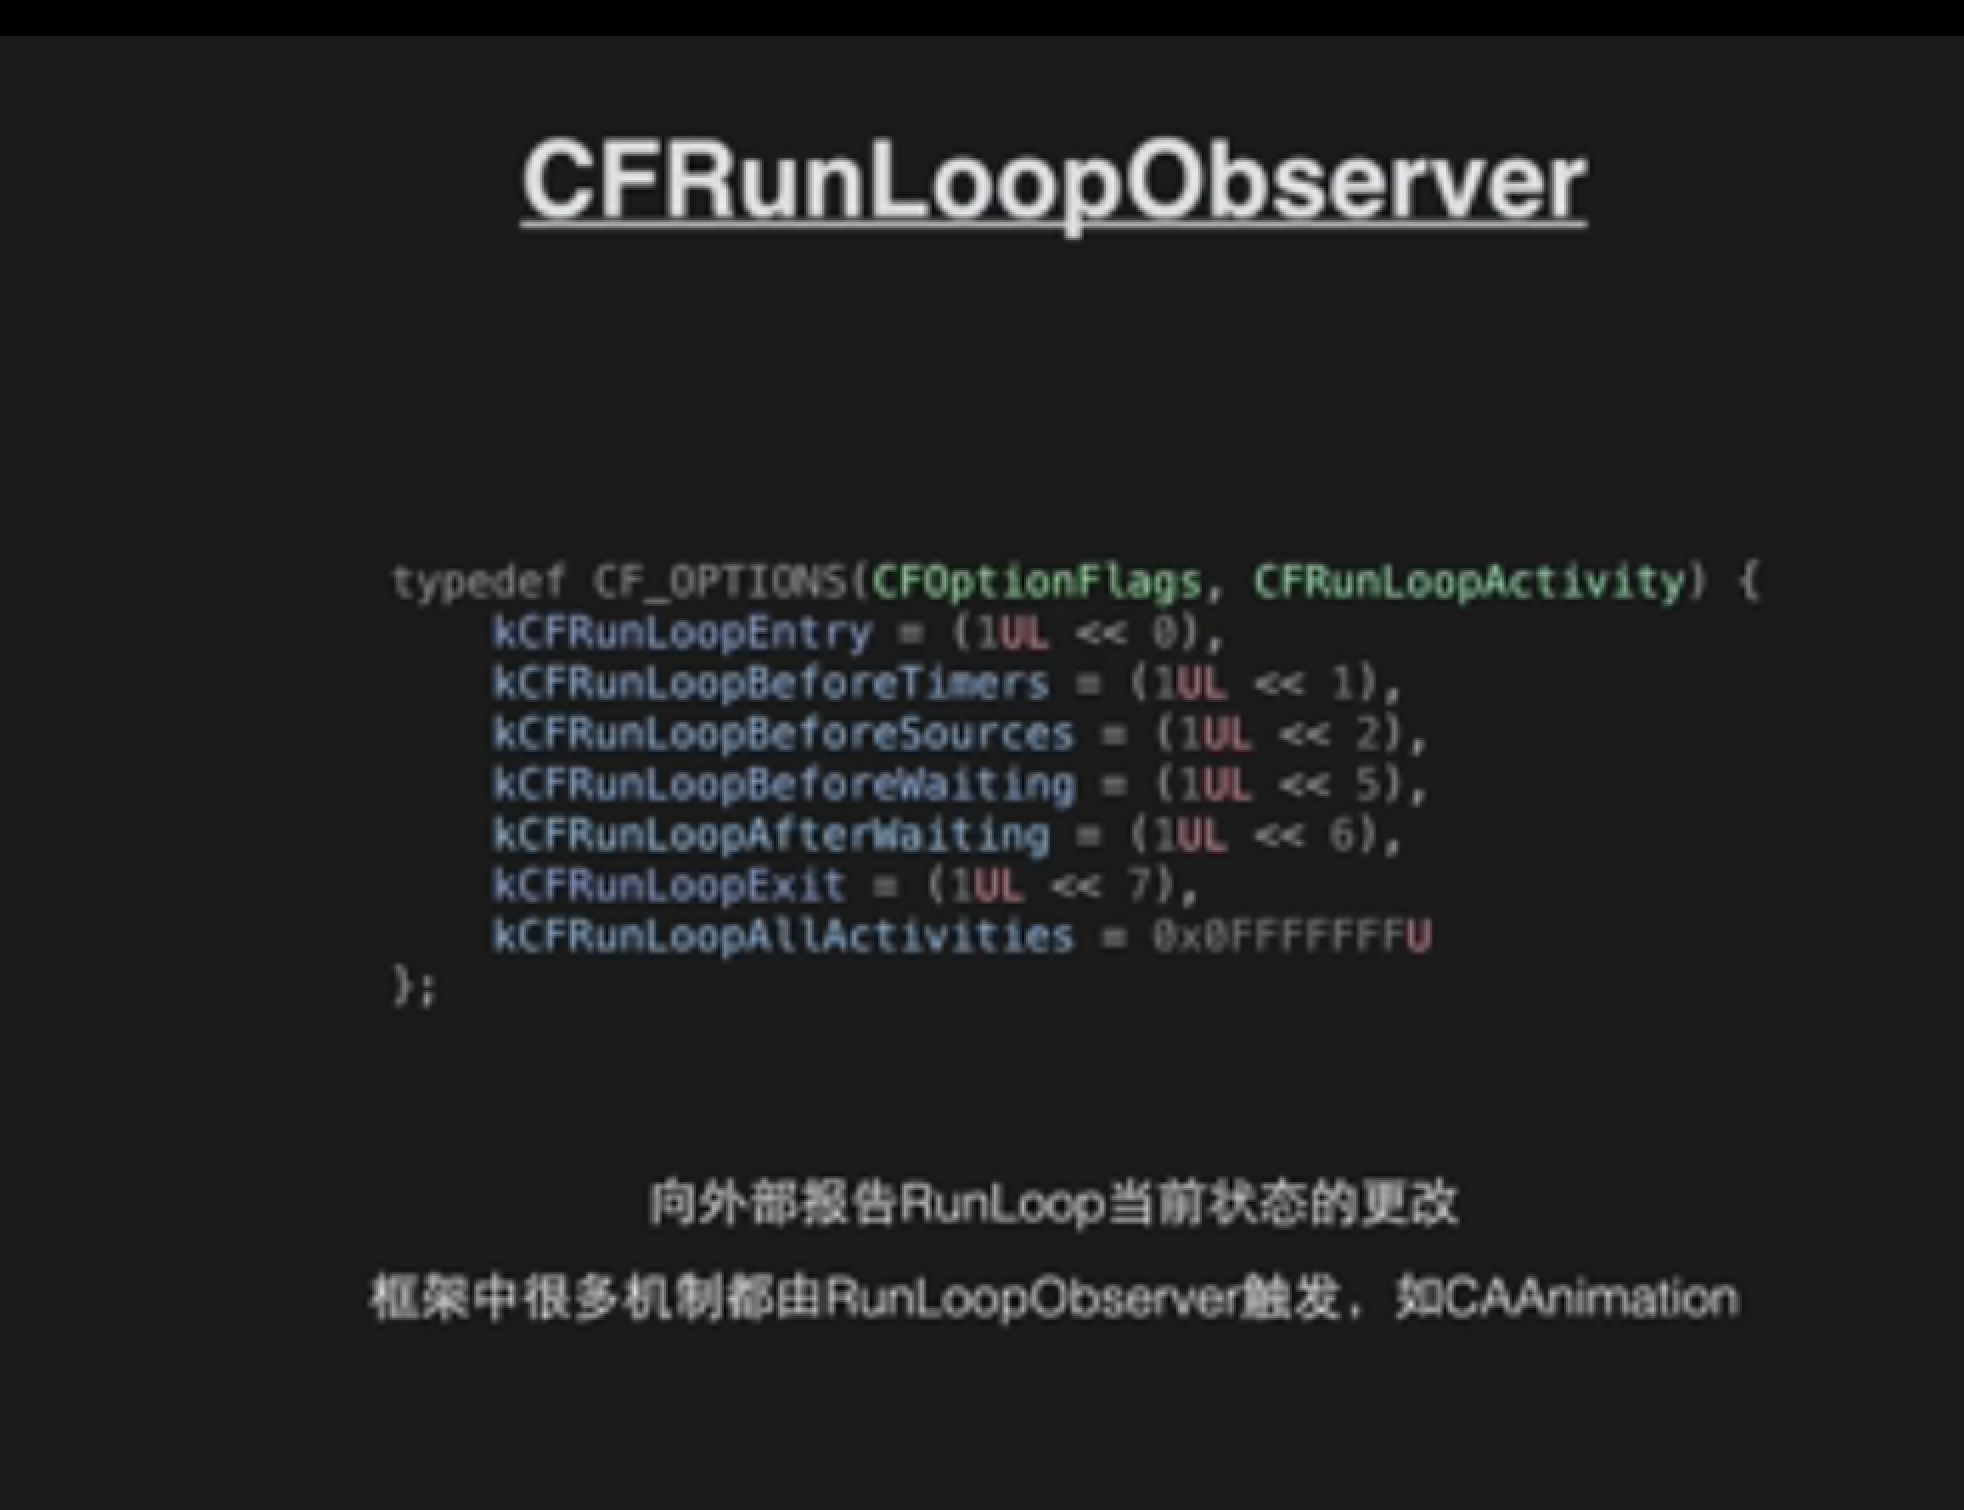 CFRunLoopObserver
typedef CF_OPTIONS(CFOptionFlags, CFRunLoopActivity) {
    kCFRunLoopEntry = (1UL << 0),
    kCFRunLoopBeforeTimers = (1UL << 1),
    kCFRunLoopBeforeSources = (1UL << 2),
    kCFRunLoopBeforeWaiting = (1UL << 5),
    kCFRunLoopAfterWaiting = (1UL << 6),
    kCFRunLoopExit = (1UL << 7),
    kCFRunLoopAllActivities = 0x0FFFFFFFU
};
向外部报告RunLoop当前状态的更改
框架中很多机制都由RunLoopObserver触发，如CAAnimation